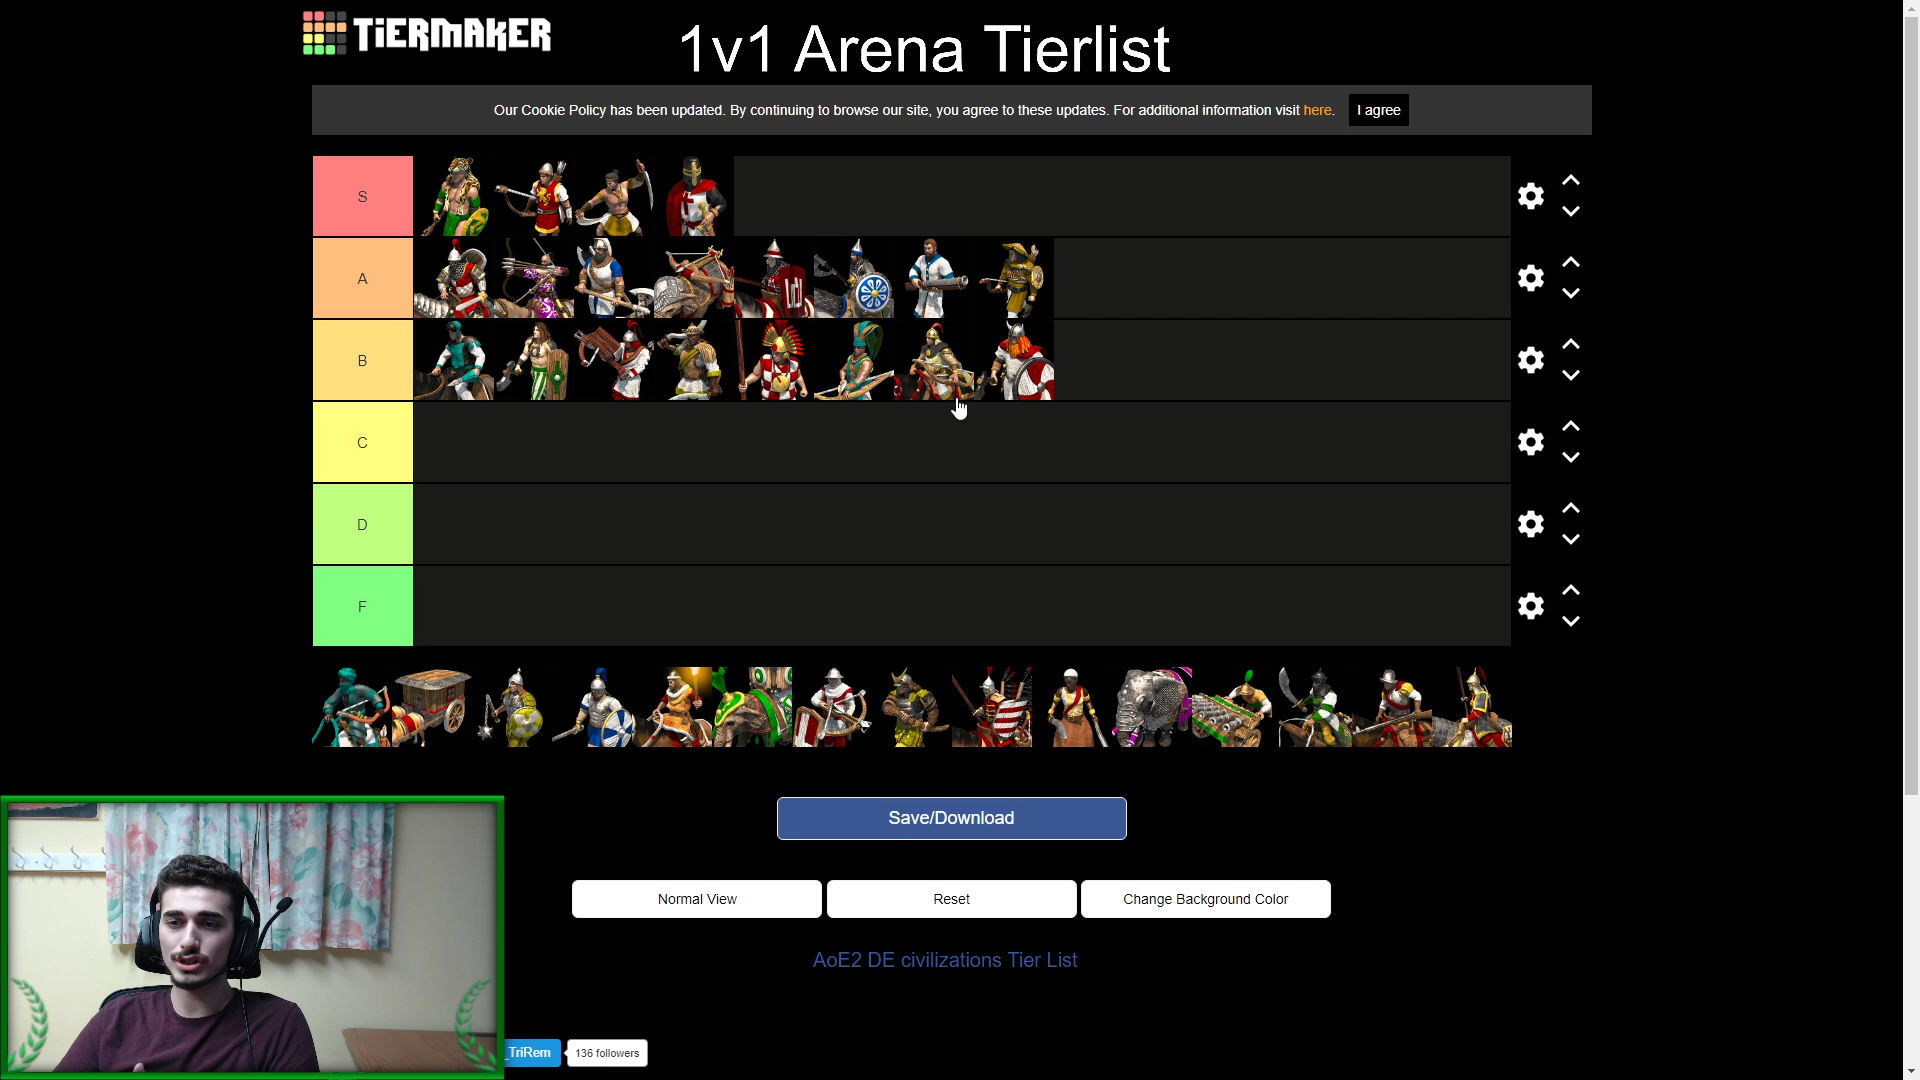 TiERMAKER
1v1 Arena Tierlist
Our Cookie Policy has been updated. By continuing to browse our site, you agree to these updates. For additional information visit here.
I agree
S
A
B
C
D
F
Save/Download
Normal View
Reset
Change Background Color
AoE2 DE civilizations Tier List
_TriRem
136 followers